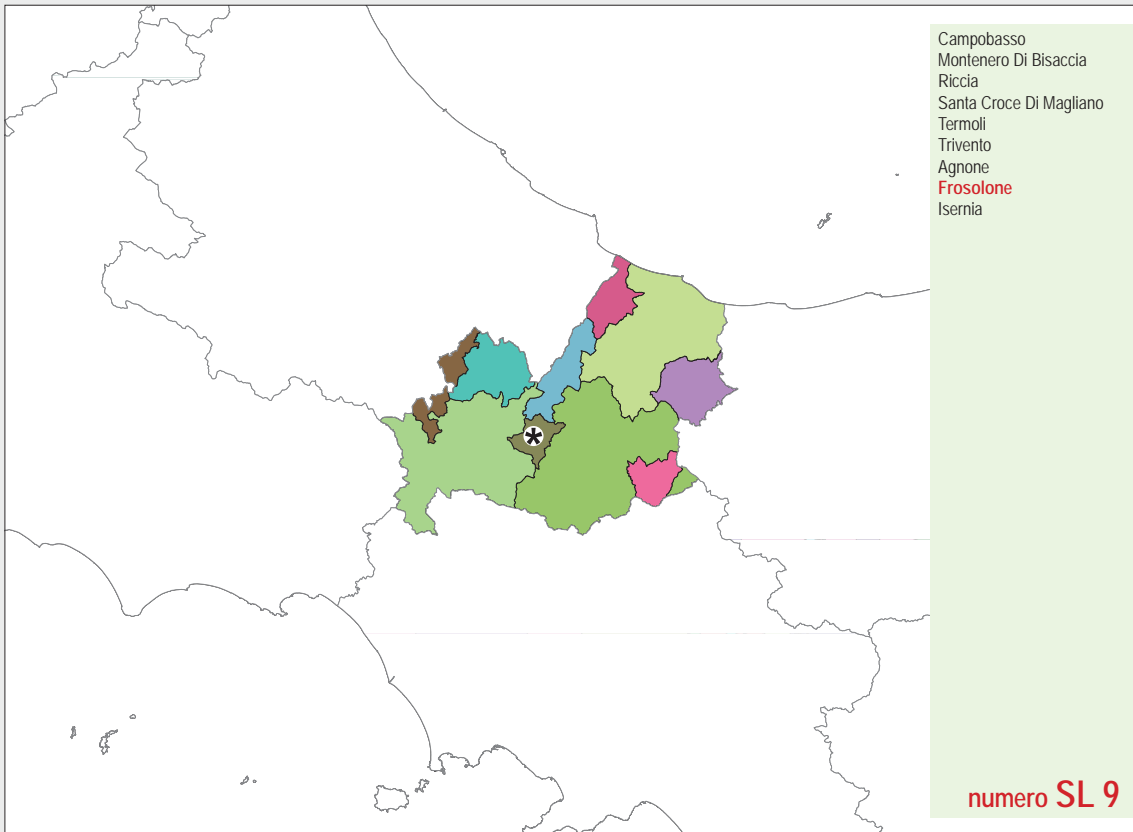 Campobasso
Montenero Di Bisaccia
Riccia
Santa Croce Di Magliano
Termoli
Trivento
Agnone
Frosolone
Isernia
*
numero SL 9